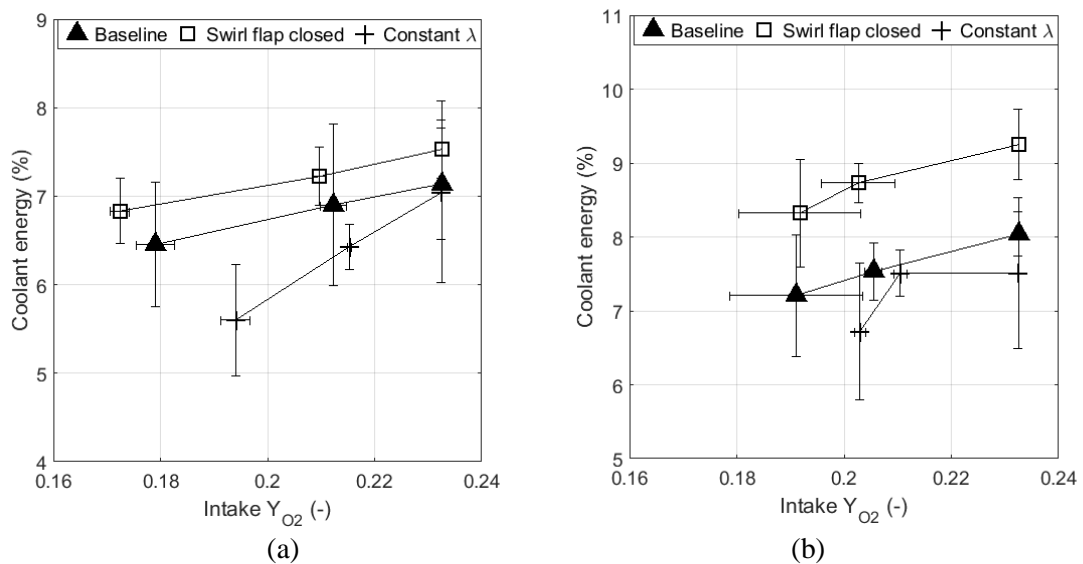 Baseline Swirl flap closed Constant λ
9
8
7
6
5
4
Coolant energy (%)
0.16 0.18 0.2 0.22 0.24
Intake Y_O2 (-)
(a)
Baseline Swirl flap closed Constant λ
11
10
9
8
7
6
5
Coolant energy (%)
0.16 0.18 0.2 0.22 0.24
Intake Y_O2 (-)
(b)